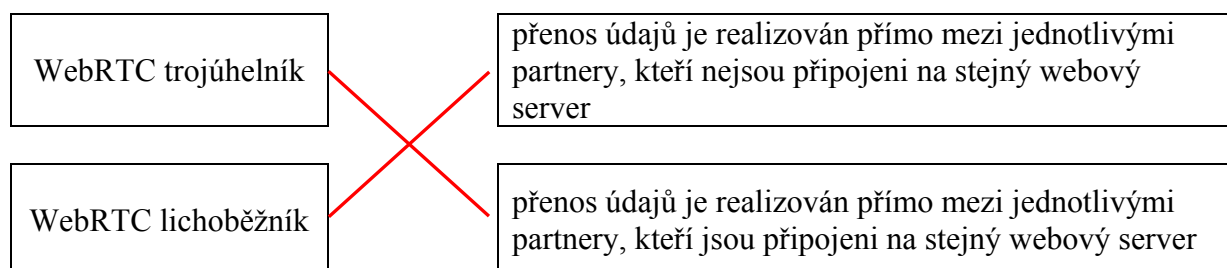 WebRTC trojúhelník
přenos údajů je realizován přímo mezi jednotlivými
partnery, kteří nejsou připojeni na stejný webový
server
WebRTC lichoběžník
přenos údajů je realizován přímo mezi jednotlivými
partnery, kteří jsou připojeni na stejný webový server